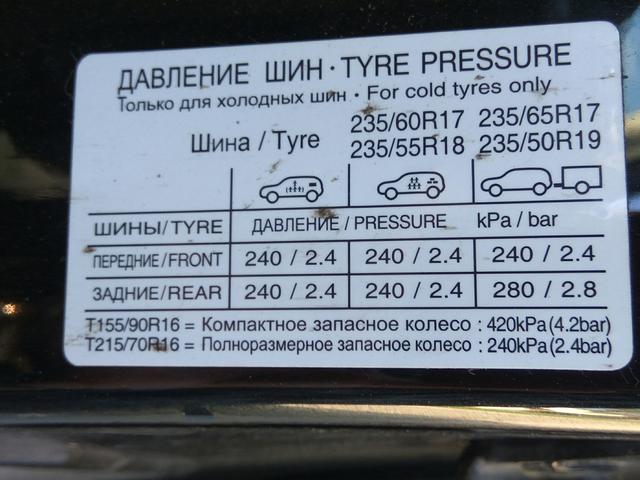 ДАВЛЕНИЕ ШИН · TYRE PRESSURE
Только для холодных шин · For cold tyres only
Шина / Tyre 235/60R17 235/65R17
235/55R18 235/50R19
ШИНЫ/TYRE ДАВЛЕНИЕ / PRESSURE kPa / bar
ПЕРЕДНИЕ/FRONT 240 / 2.4 240 / 2.4 240 / 2.4
ЗАДНИЕ/REAR 240 / 2.4 240 / 2.4 280 / 2.8
T155/90R16 = Компактное запасное колесо : 420kPa(4.2bar)
T215/70R16 = Полноразмерное запасное колесо : 240kPa(2.4bar)